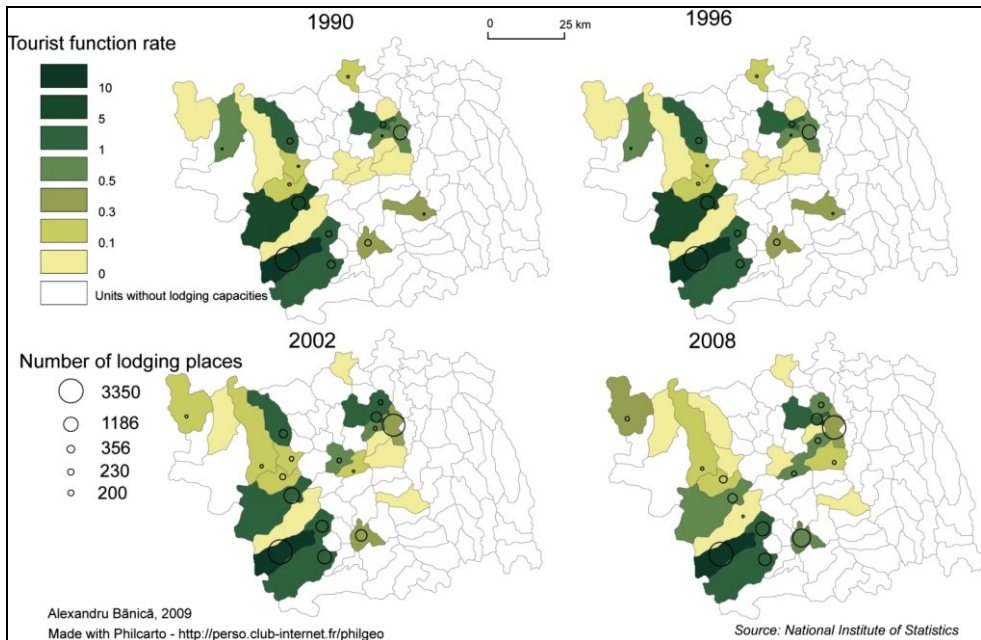 1990
0 25 km
1996
Tourist function rate
10
5
1
0.5
0.3
0.1
0
Units without lodging capacities
2002
2008
Number of lodging places
3350
1186
356
230
200
Alexandru Bănică, 2009
Made with Philcarto - http://perso.club-internet.fr/philgeo
Source: National Institute of Statistics